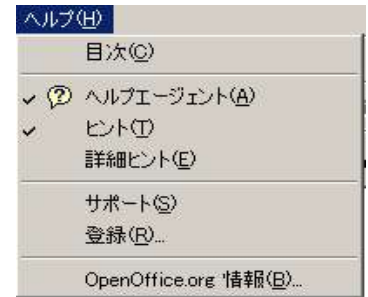 ヘルプ(H)
目次(C)
ヘルプエージェント(A)
ヒント(T)
詳細ヒント(E)
サポート(S)
登録(R)...
OpenOffice.org 情報(B)...